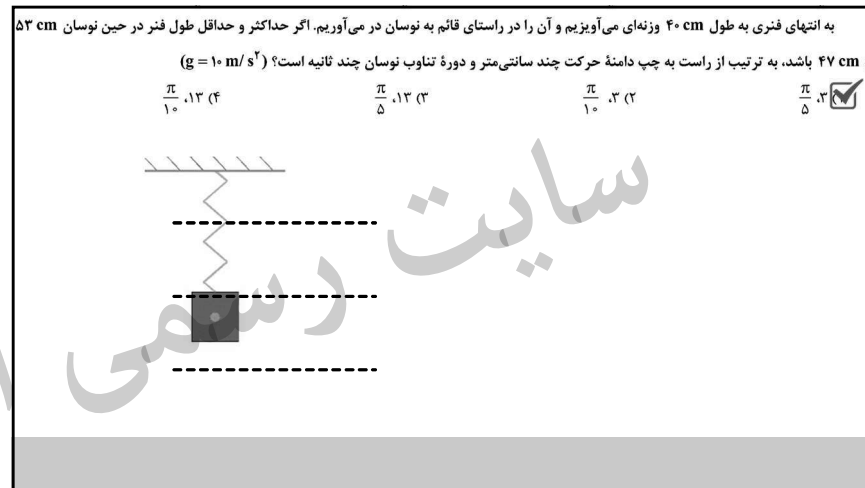 به انتهای فنری به طول ۴۰ cm وزنه‌ای می‌آویزیم و آن را در راستای قائم به نوسان در می‌آوریم. اگر حداکثر و حداقل طول فنر در حین نوسان ۵۳ cm
۴۷ cm باشد، به ترتیب از راست به چپ دامنهٔ حرکت چند سانتی‌متر و دورهٔ تناوب نوسان چند ثانیه است؟ (g = ۱۰ m/s²)
۳، π/۵ ۲) ۳، π/۱۰ ۳) ۱۳، π/۵ ۴) ۱۳، π/۱۰
سایت رسمی